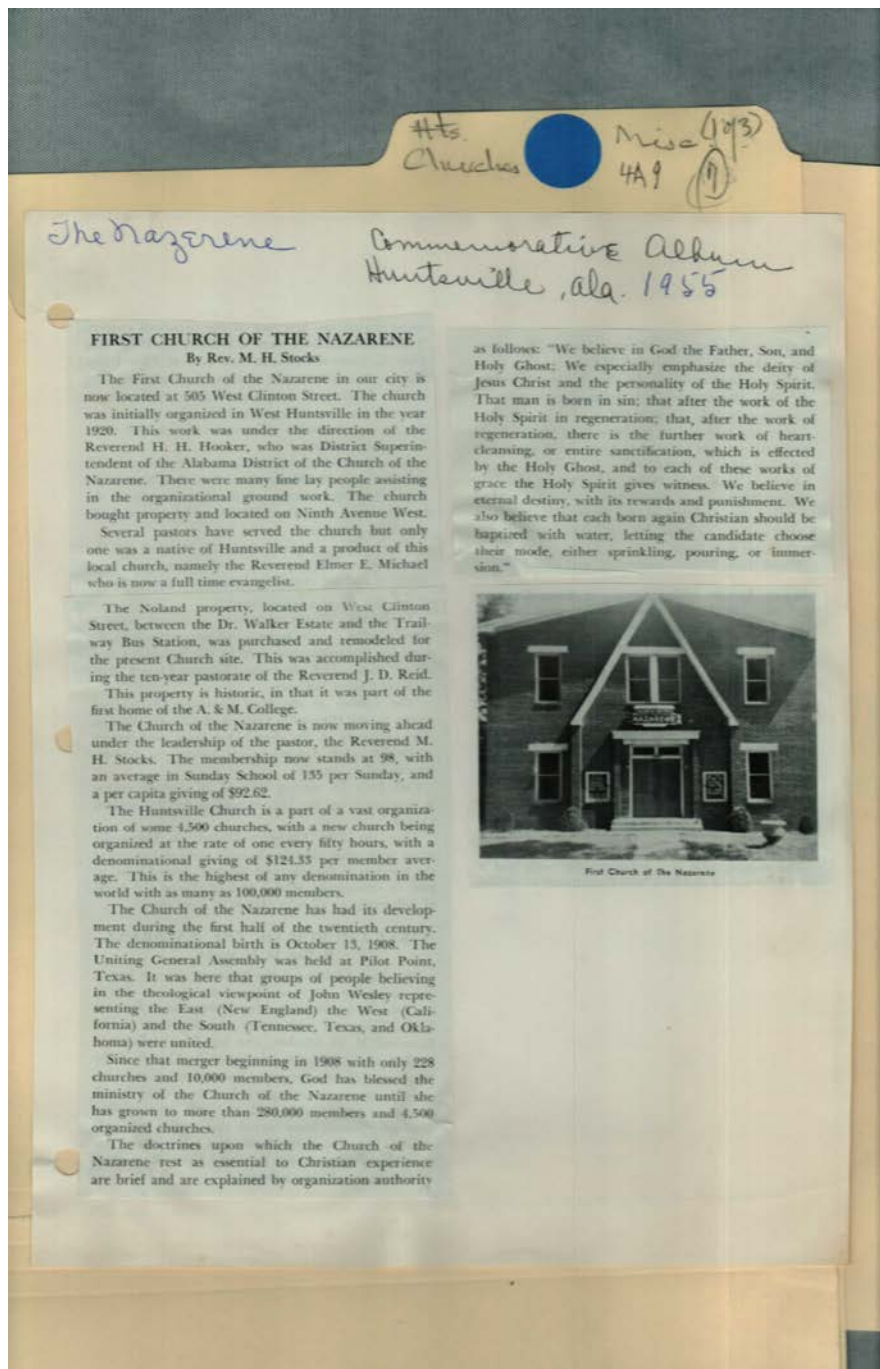 Hts.
Churches
Misc (1 of 3)
4A9 (7)
The Nazerene
Commemorative Album
Huntsville, Ala. 1955
FIRST CHURCH OF THE NAZARENE
By Rev. M. H. Stocks
The First Church of the Nazarene in our city is
now located at 505 West Clinton Street. The church
was initially organized in West Huntsville in the year
1920. This work was under the direction of the
Reverend H. H. Hooker, who was District Superin-
tendent of the Alabama District of the Church of the
Nazarene. There were many fine lay people assisting
in the organizational ground work. The church
bought property and located on Ninth Avenue West.
Several pastors have served the church but only
one was a native of Huntsville and a product of this
local church, namely the Reverend Elmer E. Michael
who is now a full time evangelist.
The Noland property, located on West Clinton
Street, between the Dr. Walker Estate and the Trail-
way Bus Station, was purchased and remodeled for
the present Church site. This was accomplished dur-
ing the ten-year pastorate of the Reverend J. D. Reid.
This property is historic, in that it was part of the
first home of the A. & M. College.
The Church of the Nazarene is now moving ahead
under the leadership of the pastor, the Reverend M.
H. Stocks. The membership now stands at 98, with
an average in Sunday School of 135 per Sunday, and
a per capita giving of $92.62.
The Huntsville Church is a part of a vast organiza-
tion of some 4,500 churches, with a new church being
organized at the rate of one every fifty hours, with a
denominational giving of $124.33 per member aver-
age. This is the highest of any denomination in the
world with as many as 100,000 members.
The Church of the Nazarene has had its develop-
ment during the first half of the twentieth century.
The denominational birth is October 13, 1908. The
Uniting General Assembly was held at Pilot Point,
Texas. It was here that groups of people believing
in the theological viewpoint of John Wesley repre-
senting the East (New England) the West (Cali-
fornia) and the South (Tennessee, Texas, and Okla-
homa) were united.
Since that merger beginning in 1908 with only 228
churches and 10,000 members, God has blessed the
ministry of the Church of the Nazarene until she
has grown to more than 280,000 members and 4,500
organized churches.
The doctrines upon which the Church of the
Nazarene rest as essential to Christian experience
are brief and are explained by organization authority
as follows: "We believe in God the Father, Son, and
Holy Ghost; We especially emphasize the deity of
Jesus Christ and the personality of the Holy Spirit.
That man is born in sin; that after the work of the
Holy Spirit in regeneration; that, after the work of
regeneration, there is the further work of heart-
cleansing, or entire sanctification, which is effected
by the Holy Ghost, and to each of these works of
grace the Holy Spirit gives witness. We believe in
eternal destiny, with its rewards and punishment. We
also believe that each born again Christian should be
baptized with water, letting the candidate choose
their mode, either sprinkling, pouring, or immer-
sion."
NAZARENE
First Church of The Nazarene